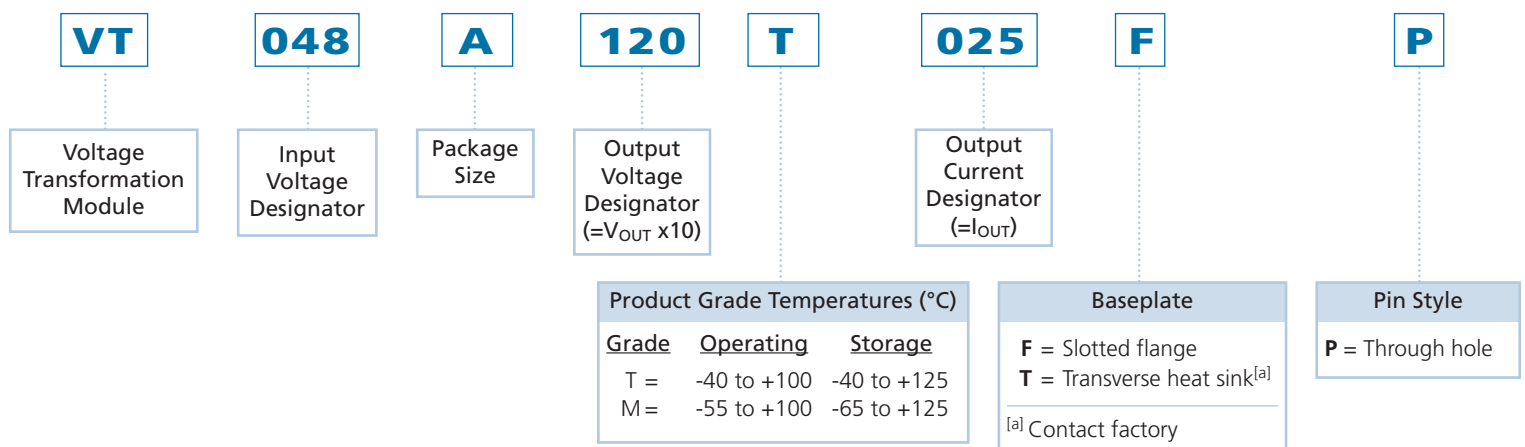 VT 048 A 120 T 025 F P
Voltage
Transformation
Module
Input
Voltage
Designator
Package
Size
Output
Voltage
Designator
(=VOUT x10)
Output
Current
Designator
(=IOUT)
Product Grade Temperatures (°C)
Grade Operating Storage
T = -40 to +100 -40 to +125
M = -55 to +100 -65 to +125
Baseplate
F = Slotted flange
T = Transverse heat sink[a]
[a] Contact factory
Pin Style
P = Through hole